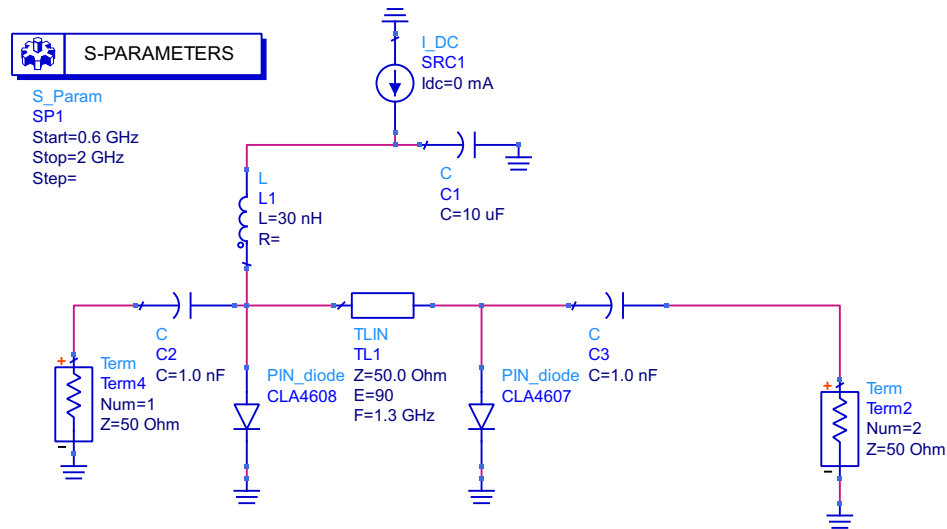 S-PARAMETERS
S_Param
SP1
Start=0.6 GHz
Stop=2 GHz
Step=
I_DC
SRC1
Idc=0 mA
C
C1
C=10 uF
L
L1
L=30 nH
R=
C
C2
C=1.0 nF
TLIN
TL1
Z=50.0 Ohm
E=90
F=1.3 GHz
C
C3
C=1.0 nF
+
Term
Term4
Num=1
Z=50 Ohm
-
PIN_diode
CLA4608
PIN_diode
CLA4607
+
Term
Term2
Num=2
Z=50 Ohm
-